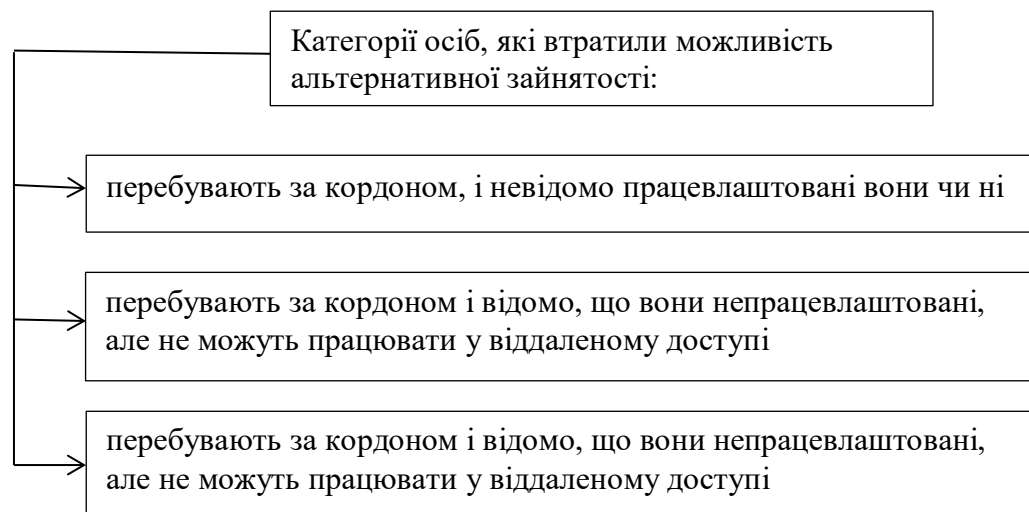 Категорії осіб, які втратили можливість
альтернативної зайнятості:
перебувають за кордоном, і невідомо працевлаштовані вони чи ні
перебувають за кордоном і відомо, що вони непрацевлаштовані,
але не можуть працювати у віддаленому доступі
перебувають за кордоном і відомо, що вони непрацевлаштовані,
але не можуть працювати у віддаленому доступі